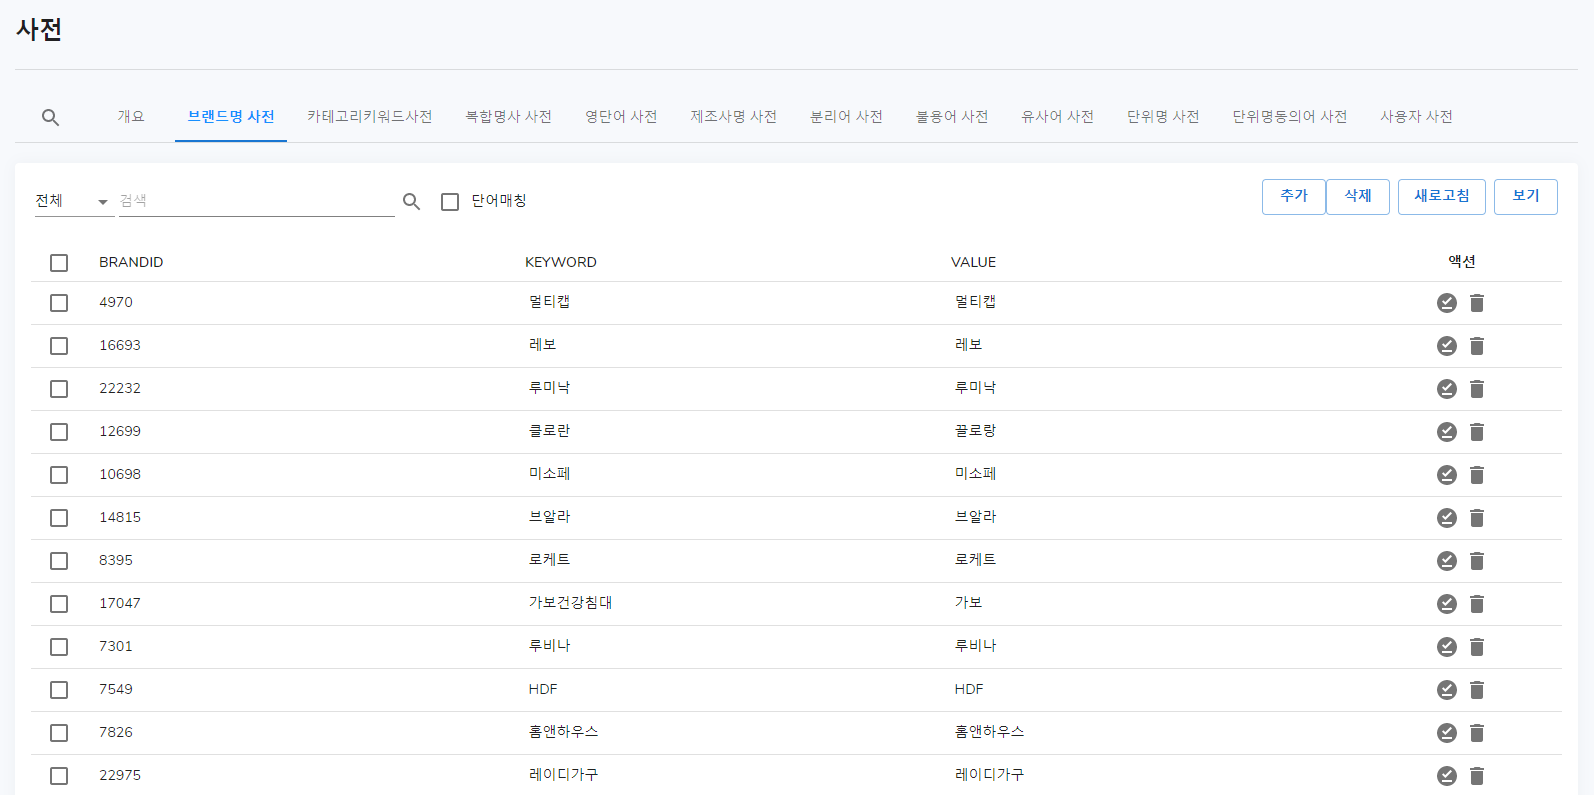 사전
개요 브랜드명 사전 카테고리키워드사전 복합명사 사전 영단어 사전 제조사명 사전 분리어 사전 불용어 사전 유사어 사전 단위명 사전 단위명동의어 사전 사용자 사전
전체 검색 단어매칭 추가 삭제 새로고침 보기
BRANDID KEYWORD VALUE 액션
4970 멀티캡 멀티캡
16693 레보 레보
22232 루미낙 루미낙
12699 클로란 끌로랑
10698 미소페 미소페
14815 브알라 브알라
8395 로케트 로케트
17047 가보건강침대 가보
7301 루비나 루비나
7549 HDF HDF
7826 홈앤하우스 홈앤하우스
22975 레이디가구 레이디가구